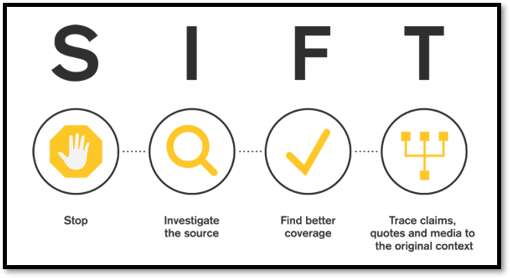 S I F T
Stop
Investigate
the source
Find better
coverage
Trace claims,
quotes and media to
the original context